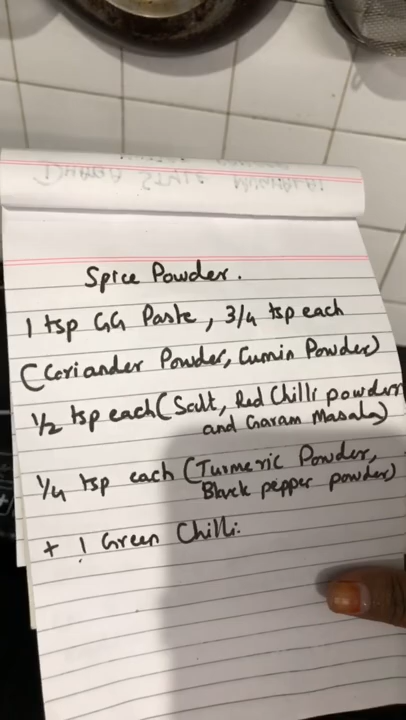 Spice Powder.
1 tsp GG Paste, 3/4 tsp each
(Coriander Powder, Cumin Powder)
1/2 tsp each (Salt, Red Chilli powder
and Garam Masala)
1/4 tsp each (Turmeric Powder,
Black pepper powder)
+ 1 Green Chilli.